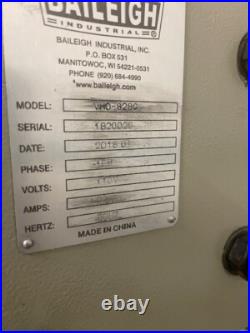 BAILEIGH
INDUSTRIAL
BAILEIGH INDUSTRIAL, INC.
P.O. BOX 531
MANITOWOC, WI 54221-0531
PHONE (920) 684-4990
www.baileigh.com
MODEL:
SERIAL:
DATE:
PHASE:
VOLTS: 110V
AMPS:
HERTZ:
MADE IN CHINA